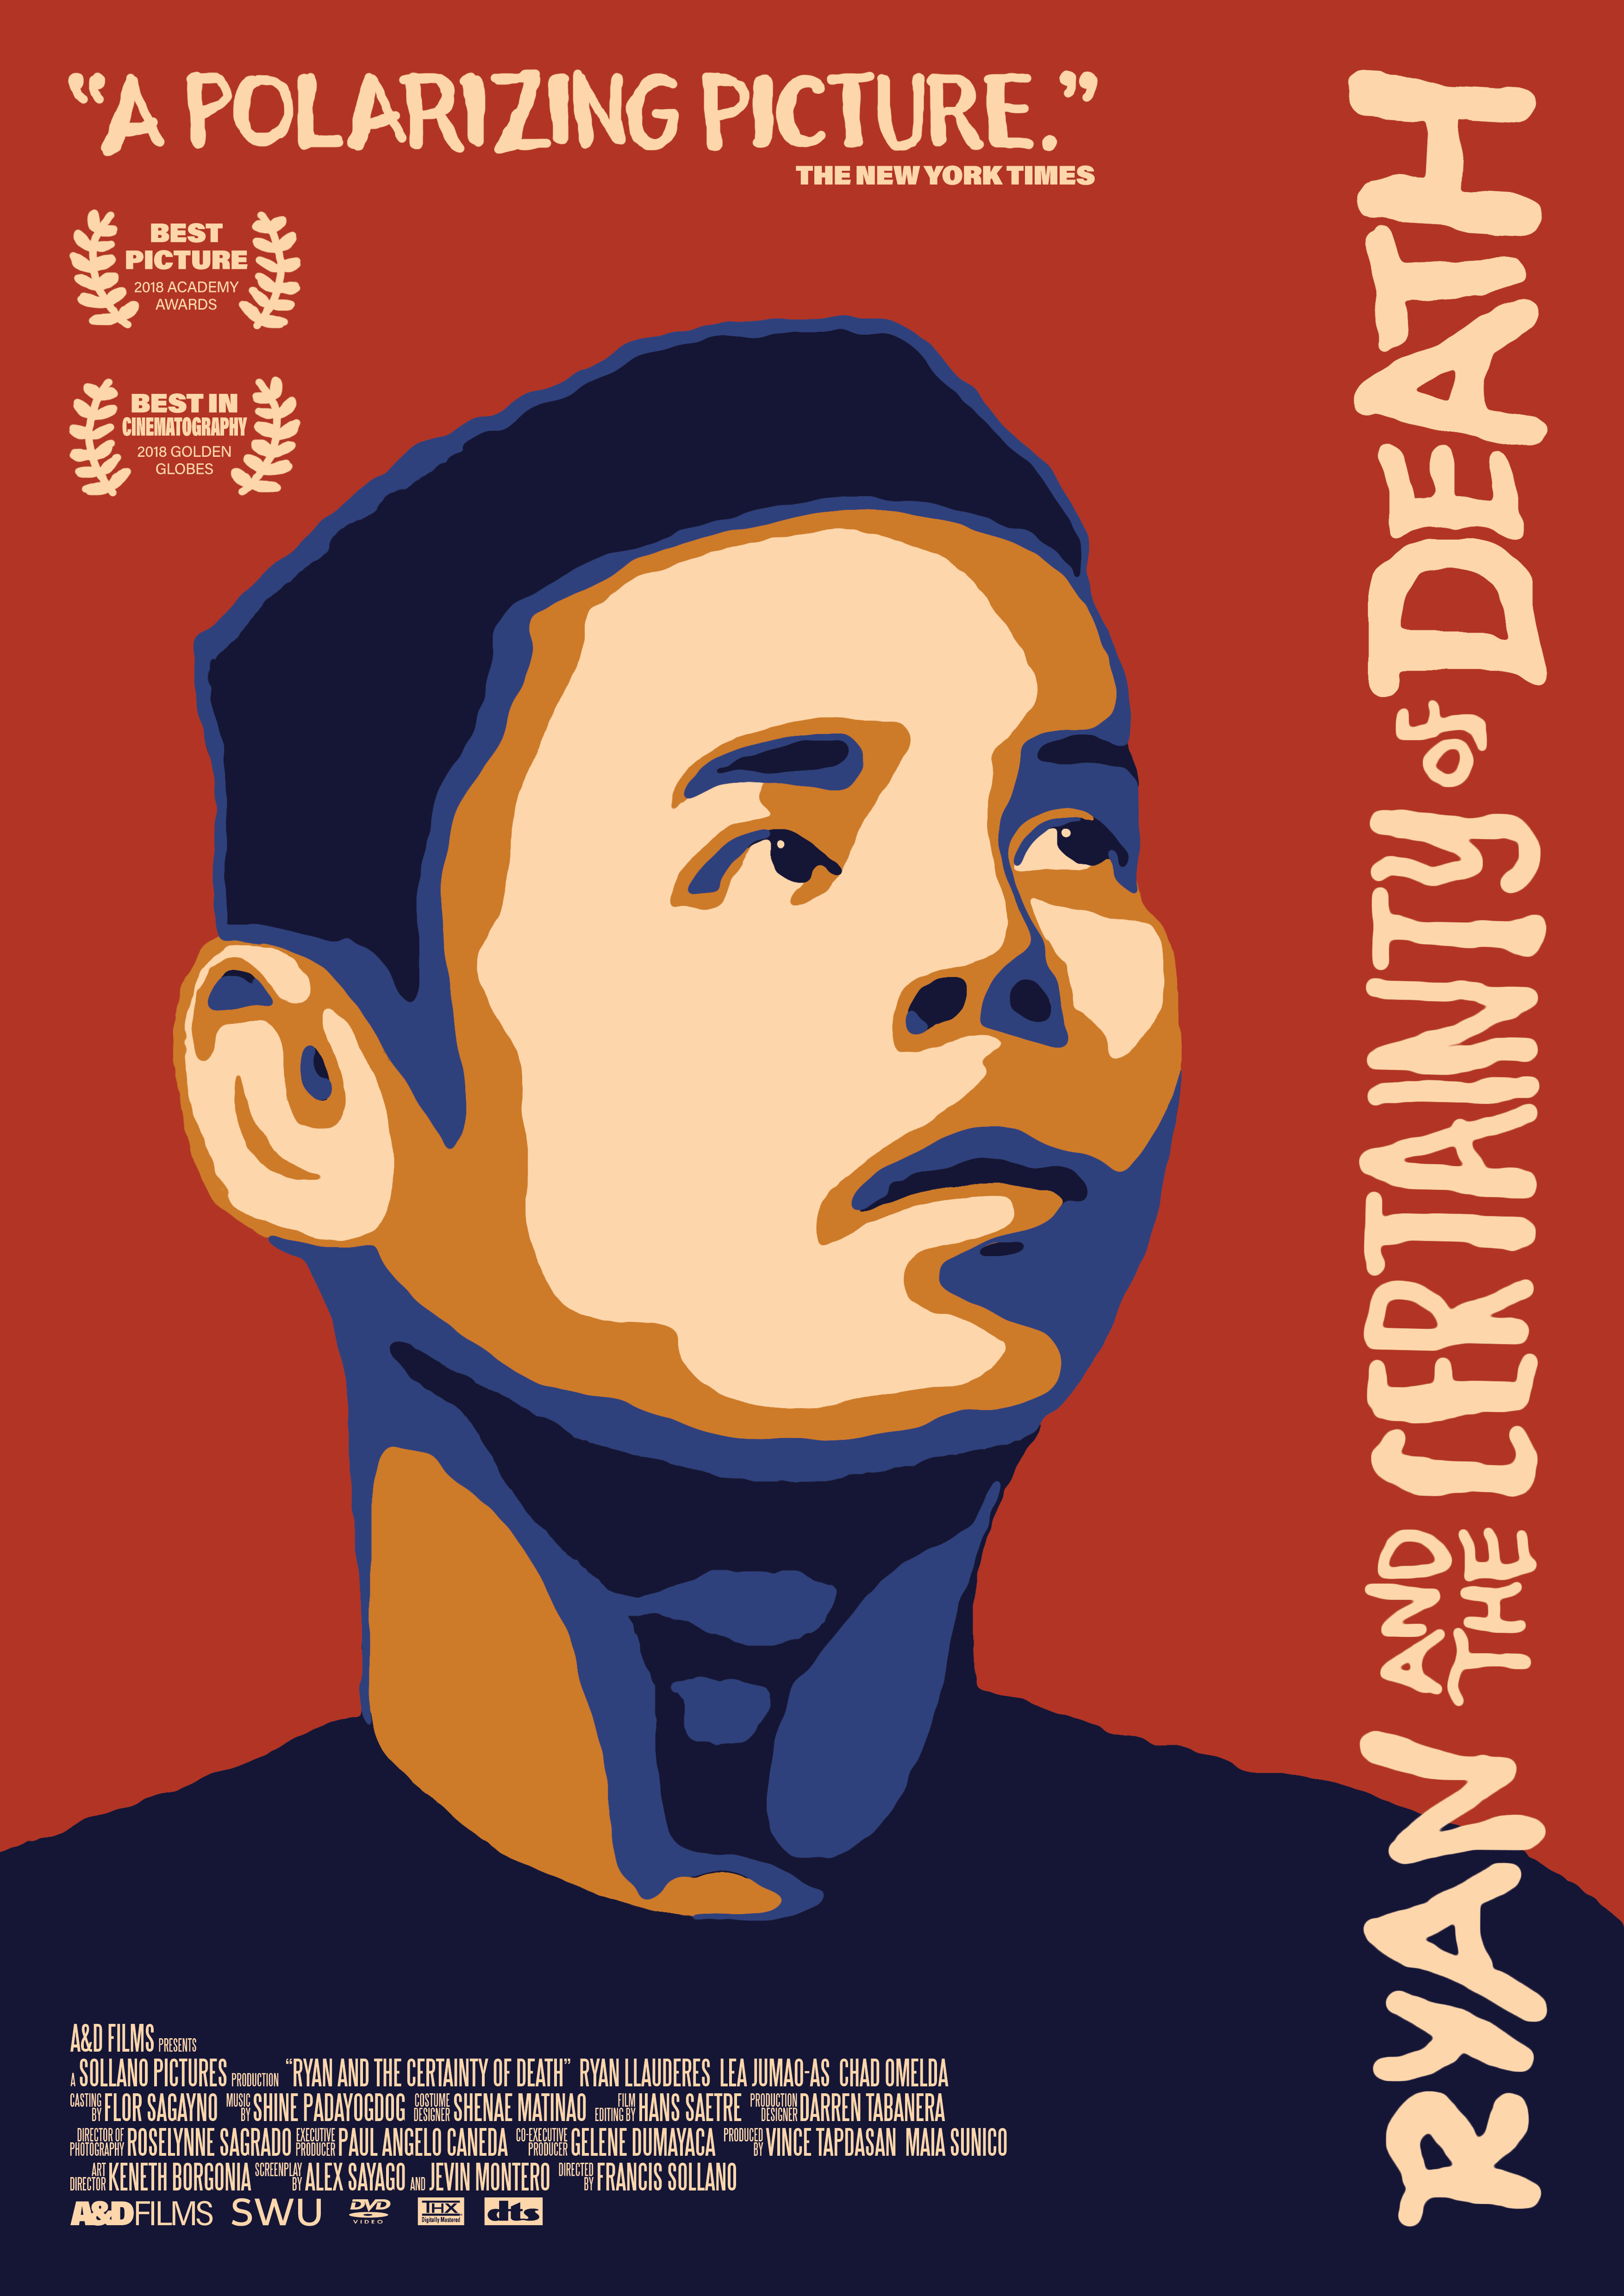 “A POLARIZING PICTURE.”
THE NEW YORK TIMES
BEST
PICTURE
2018 ACADEMY
AWARDS
BEST IN
CINEMATOGRAPHY
2018 GOLDEN
GLOBES
RYAN AND THE CERTAINTY of DEATH
A&D FILMS PRESENTS
A SOLLANO PICTURES PRODUCTION “RYAN AND THE CERTAINTY OF DEATH” RYAN LLAUDERES LEA JUMAO-AS CHAD OMELDA
CASTING BY FLOR SAGAYNO MUSIC BY SHINE PADAYOGDOG COSTUME DESIGNER SHENAE MATINAO FILM EDITING BY HANS SAETRE PRODUCTION DESIGNER DARREN TABANERA
DIRECTOR OF PHOTOGRAPHY ROSELYNNE SAGRADO EXECUTIVE PRODUCER PAUL ANGELO CANEDA CO-EXECUTIVE PRODUCER GELENE DUMAYACA PRODUCED BY VINCE TAPDASAN MAIA SUNICO
ART DIRECTOR KENETH BORGONIA SCREENPLAY BY ALEX SAYAGO AND JEVIN MONTERO DIRECTED BY FRANCIS SOLLANO
A&DFILMS SWU DVD VIDEO THX Digitally Mastered dts